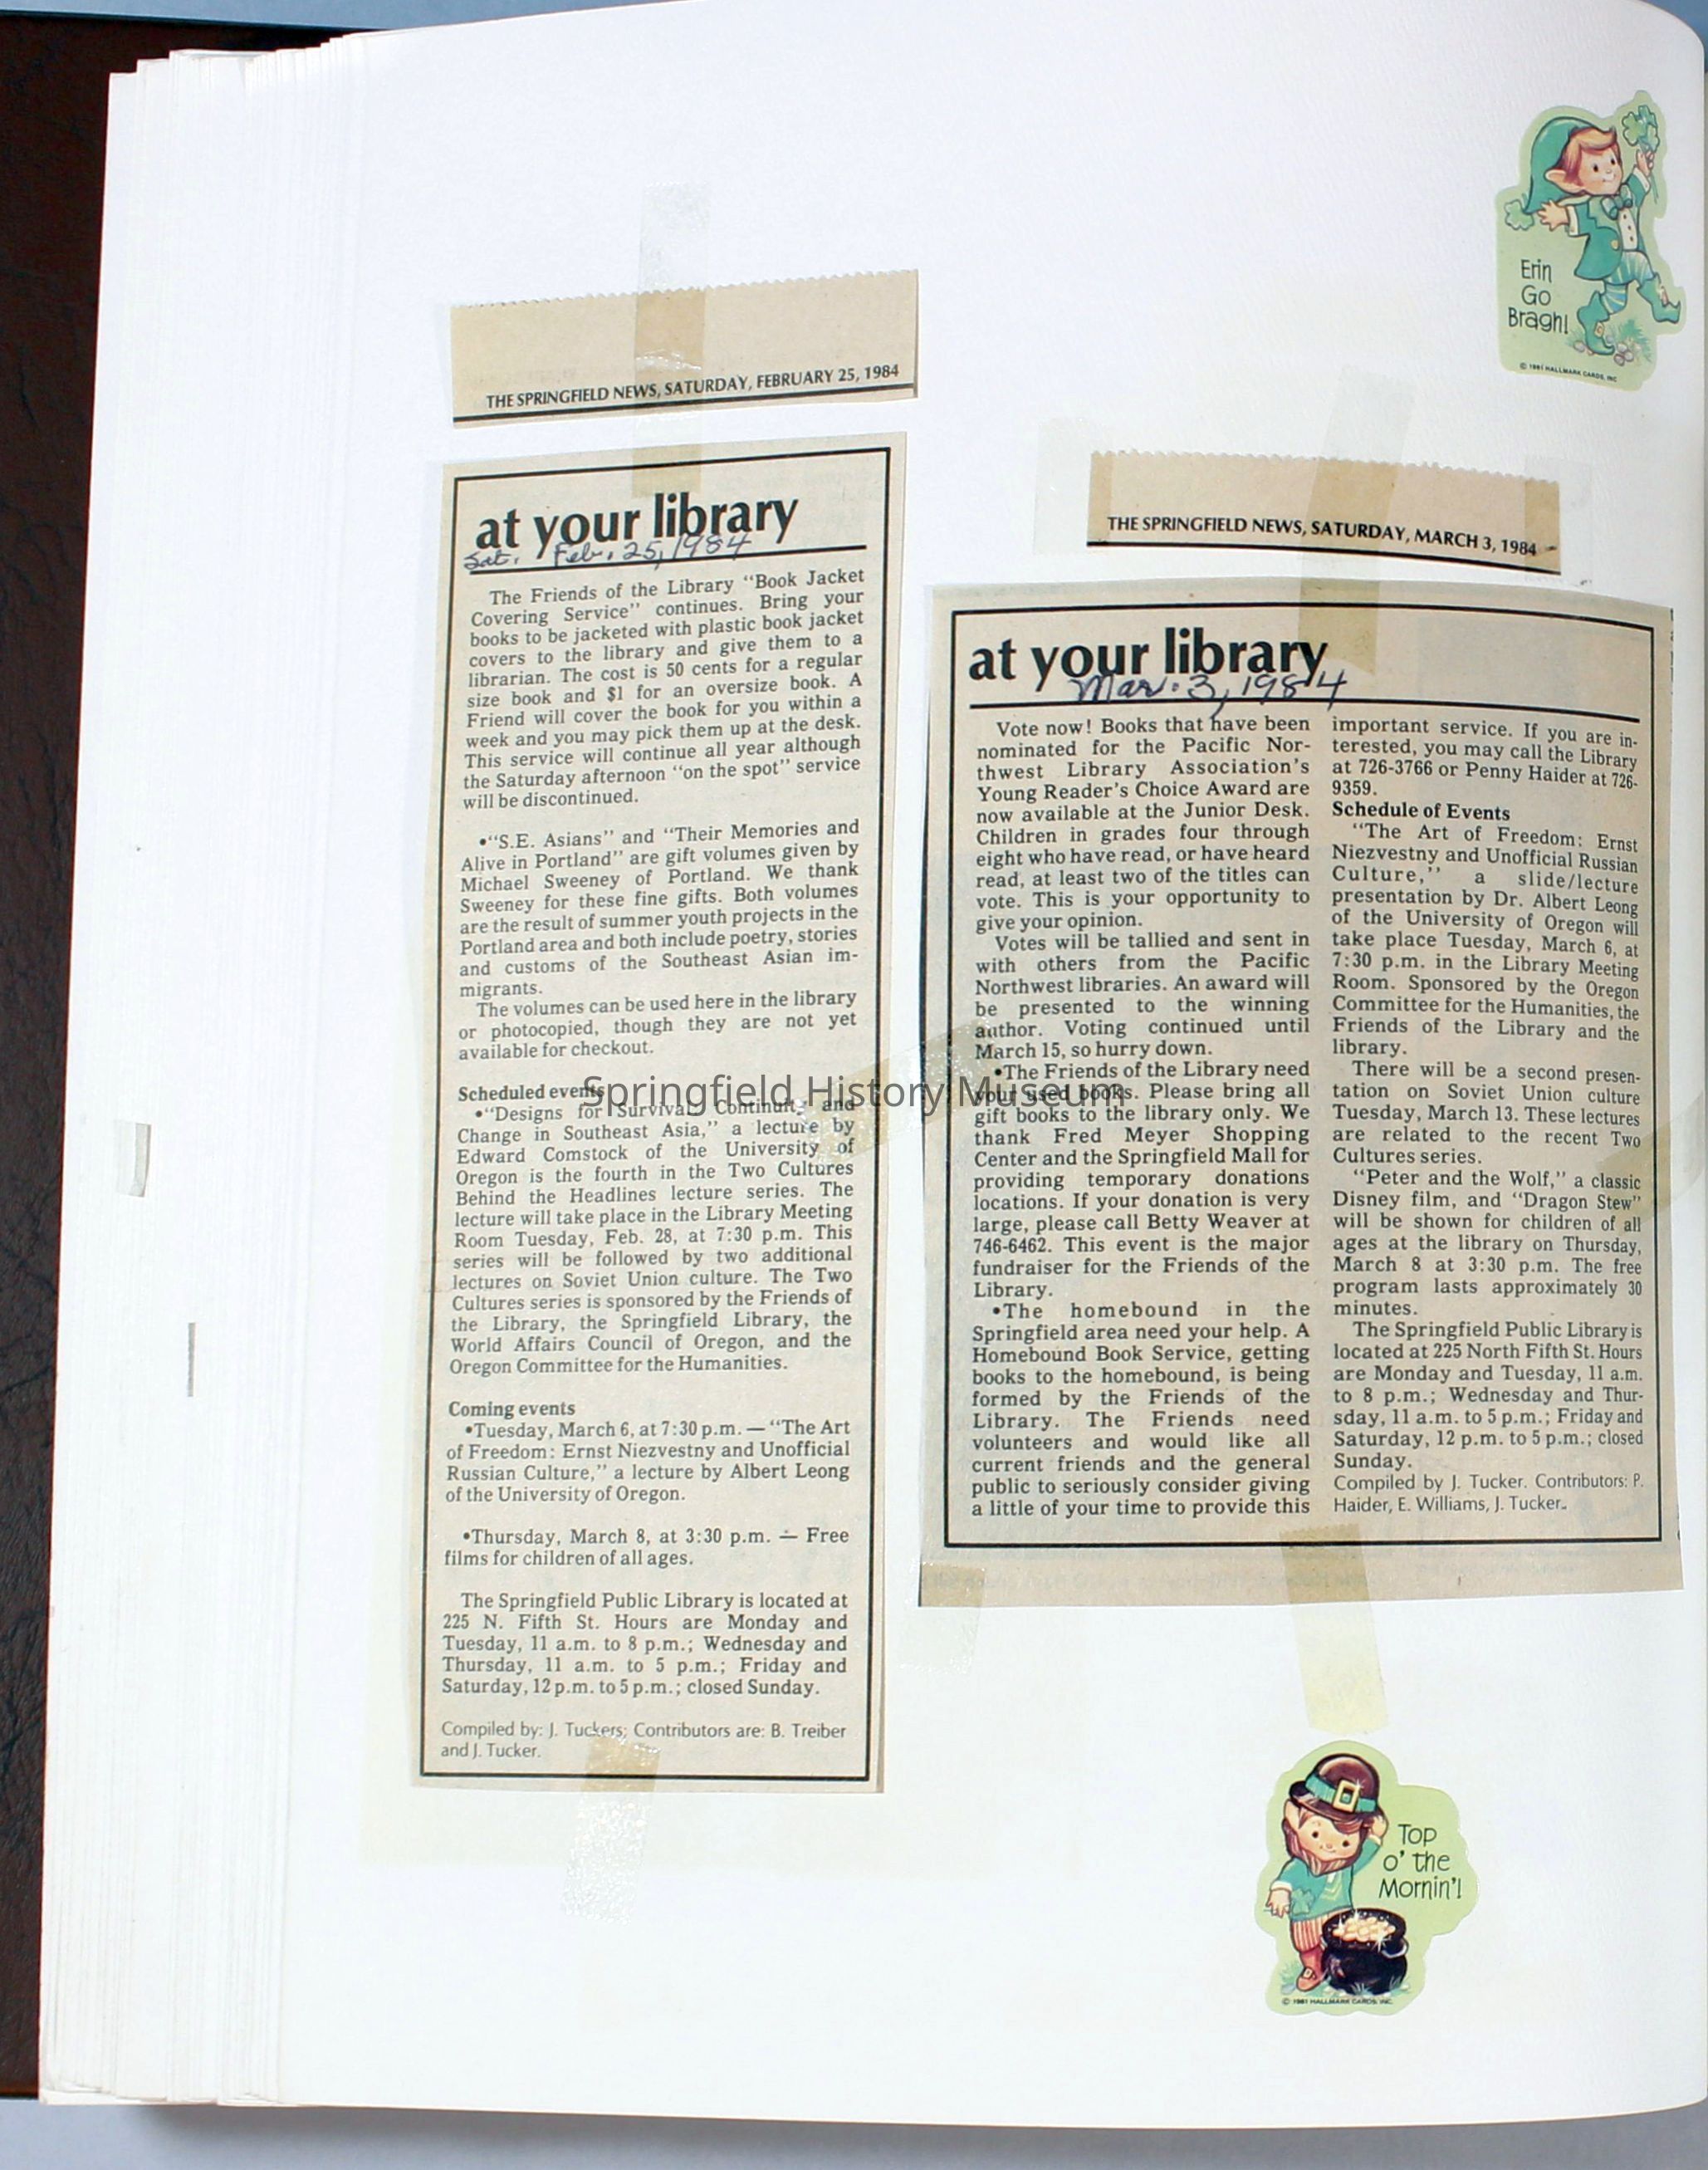 THE SPRINGFIELD NEWS, SATURDAY, FEBRUARY 25, 1984
at your library
Sat. Feb. 25, 1984
The Friends of the Library "Book Jacket
Covering Service" continues. Bring your
books to be jacketed with plastic book jacket
covers to the library and give them to a
librarian. The cost is 50 cents for a regular
size book and $1 for an oversize book. A
Friend will cover the book for you within a
week and you may pick them up at the desk.
This service will continue all year although
the Saturday afternoon "on the spot" service
will be discontinued.
•"S.E. Asians" and "Their Memories and
Alive in Portland" are gift volumes given by
Michael Sweeney of Portland. We thank
Sweeney for these fine gifts. Both volumes
are the result of summer youth projects in the
Portland area and both include poetry, stories
and customs of the Southeast Asian im-
migrants.
The volumes can be used here in the library
or photocopied, though they are not yet
available for checkout.
Scheduled events
•"Designs for Survival: Continuity and
Change in Southeast Asia," a lecture by
Edward Comstock of the University of
Oregon is the fourth in the Two Cultures
Behind the Headlines lecture series. The
lecture will take place in the Library Meeting
Room Tuesday, Feb. 28, at 7:30 p.m. This
series will be followed by two additional
lectures on Soviet Union culture. The Two
Cultures series is sponsored by the Friends of
the Library, the Springfield Library, the
World Affairs Council of Oregon, and the
Oregon Committee for the Humanities.
Coming events
•Tuesday, March 6, at 7:30 p.m. — "The Art
of Freedom: Ernst Niezvestny and Unofficial
Russian Culture," a lecture by Albert Leong
of the University of Oregon.
•Thursday, March 8, at 3:30 p.m. — Free
films for children of all ages.
The Springfield Public Library is located at
225 N. Fifth St. Hours are Monday and
Tuesday, 11 a.m. to 8 p.m.; Wednesday and
Thursday, 11 a.m. to 5 p.m.; Friday and
Saturday, 12 p.m. to 5 p.m.; closed Sunday.
Compiled by: J. Tuckers; Contributors are: B. Treiber
and J. Tucker.
Erin
Go
Bragh!
© 1981 HALLMARK CARDS, INC
THE SPRINGFIELD NEWS, SATURDAY, MARCH 3, 1984
at your library
Mar. 3, 1984
Vote now! Books that have been
nominated for the Pacific Nor-
thwest Library Association's
Young Reader's Choice Award are
now available at the Junior Desk.
Children in grades four through
eight who have read, or have heard
read, at least two of the titles can
vote. This is your opportunity to
give your opinion.
Votes will be tallied and sent in
with others from the Pacific
Northwest libraries. An award will
be presented to the winning
author. Voting continued until
March 15, so hurry down.
•The Friends of the Library need
your used books. Please bring all
gift books to the library only. We
thank Fred Meyer Shopping
Center and the Springfield Mall for
providing temporary donations
locations. If your donation is very
large, please call Betty Weaver at
746-6462. This event is the major
fundraiser for the Friends of the
Library.
•The homebound in the
Springfield area need your help. A
Homebound Book Service, getting
books to the homebound, is being
formed by the Friends of the
Library. The Friends need
volunteers and would like all
current friends and the general
public to seriously consider giving
a little of your time to provide this
important service. If you are in-
terested, you may call the Library
at 726-3766 or Penny Haider at 726-
9359.
Schedule of Events
"The Art of Freedom: Ernst
Niezvestny and Unofficial Russian
Culture," a slide/lecture
presentation by Dr. Albert Leong
of the University of Oregon will
take place Tuesday, March 6, at
7:30 p.m. in the Library Meeting
Room. Sponsored by the Oregon
Committee for the Humanities, the
Friends of the Library and the
library.
There will be a second presen-
tation on Soviet Union culture
Tuesday, March 13. These lectures
are related to the recent Two
Cultures series.
"Peter and the Wolf," a classic
Disney film, and "Dragon Stew"
will be shown for children of all
ages at the library on Thursday,
March 8 at 3:30 p.m. The free
program lasts approximately 30
minutes.
The Springfield Public Library is
located at 225 North Fifth St. Hours
are Monday and Tuesday, 11 a.m.
to 8 p.m.; Wednesday and Thur-
sday, 11 a.m. to 5 p.m.; Friday and
Saturday, 12 p.m. to 5 p.m.; closed
Sunday.
Compiled by J. Tucker. Contributors: P.
Haider, E. Williams, J. Tucker.
Top
o' the
Mornin'!
© 1981 HALLMARK CARDS, INC.
Springfield History Museum